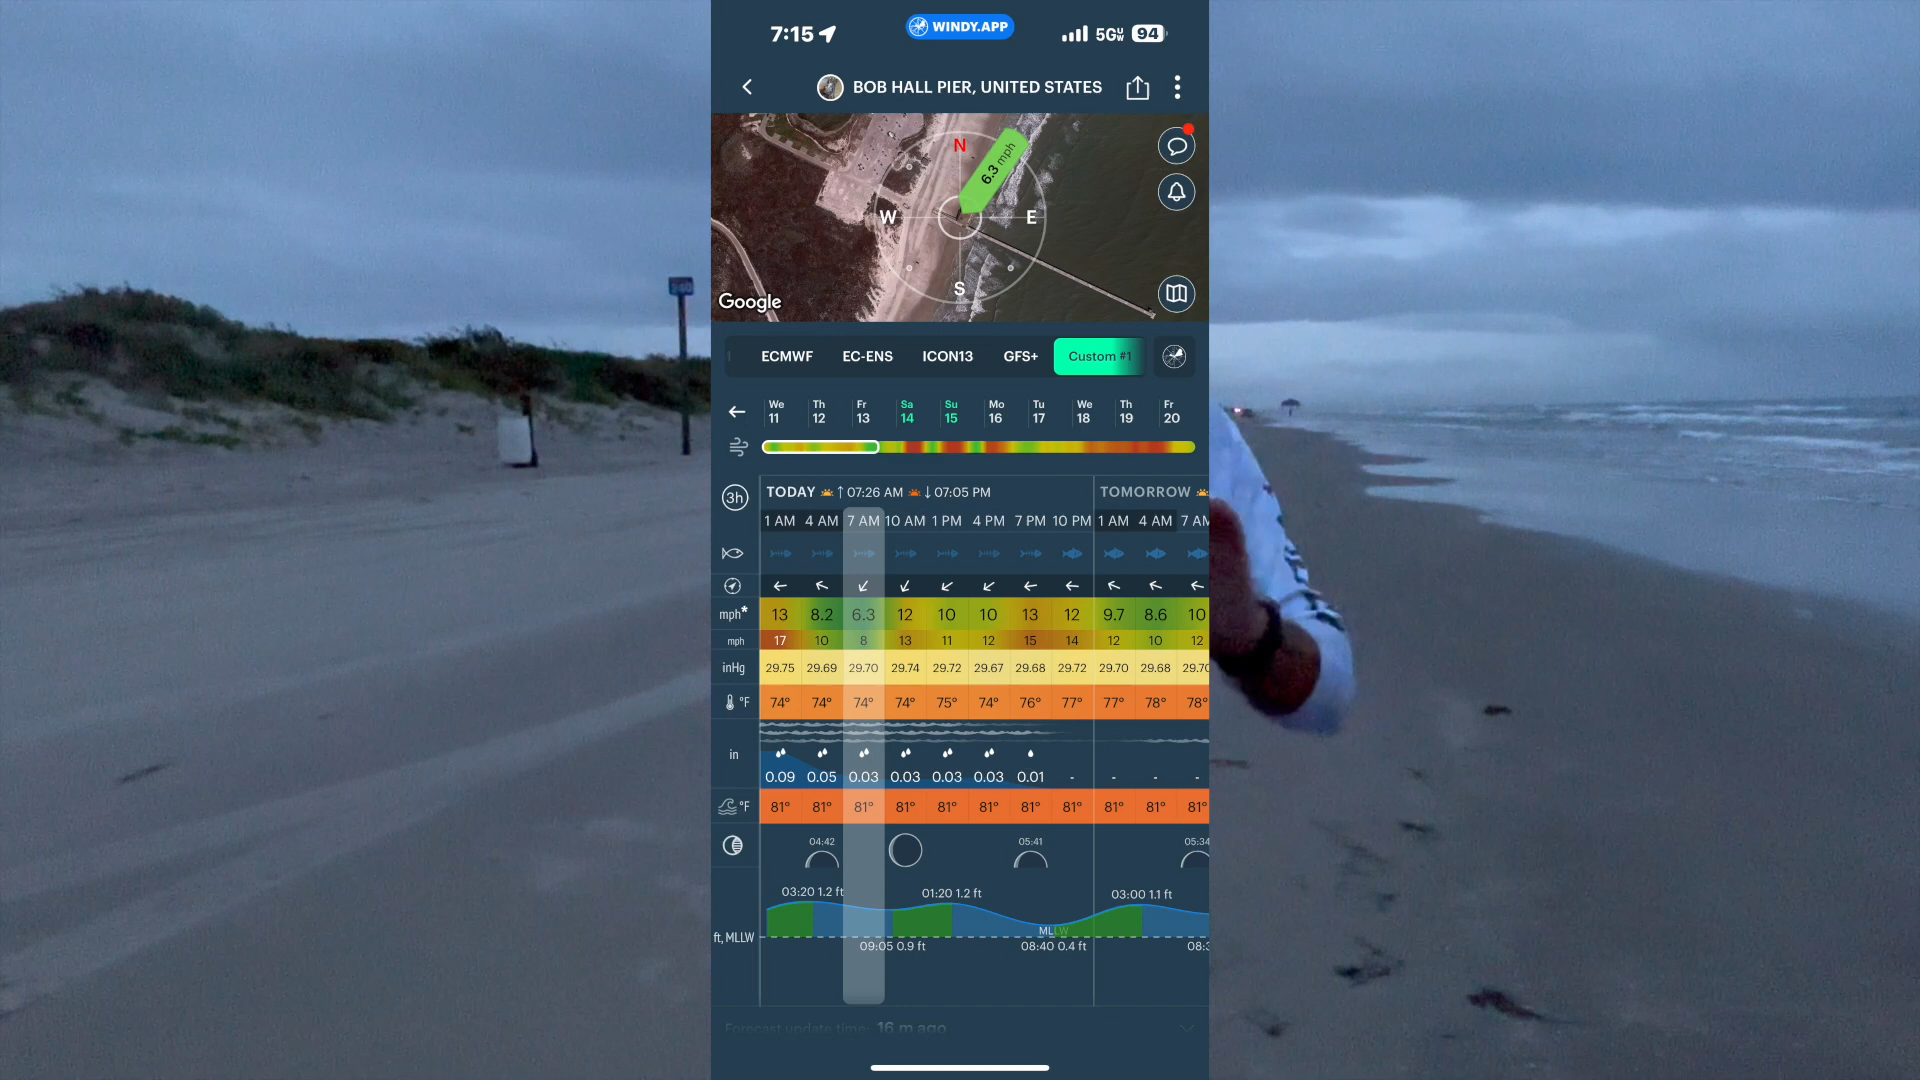 7:15
WINDY.APP
5G UW
94
BOB HALL PIER, UNITED STATES
N
6.3 mph
W
E
S
Google
ECMWF EC-ENS ICON13 GFS+ Custom #1
We Th Fr Sa Su Mo Tu We Th Fr
11 12 13 14 15 16 17 18 19 20
3h
TODAY ↑ 07:26 AM ↓ 07:05 PM TOMORROW
1 AM 4 AM 7 AM 10 AM 1 PM 4 PM 7 PM 10 PM 1 AM 4 AM 7 AM
mph* 13 8.2 6.3 12 10 10 13 12 9.7 8.6 10
mph 17 10 8 13 11 12 15 14 12 10 12
inHg 29.75 29.69 29.70 29.74 29.72 29.67 29.68 29.72 29.70 29.68 29.70
°F 74° 74° 74° 74° 75° 74° 76° 77° 77° 78° 78°
in 0.09 0.05 0.03 0.03 0.03 0.03 0.01 - - - -
°F 81° 81° 81° 81° 81° 81° 81° 81° 81° 81° 81°
04:42 05:41 05:34
03:20 1.2 ft 01:20 1.2 ft 03:00 1.1 ft
MLLW
ft, MLLW
09:05 0.9 ft 08:40 0.4 ft 08:3
Forecast update time: 16 m ago